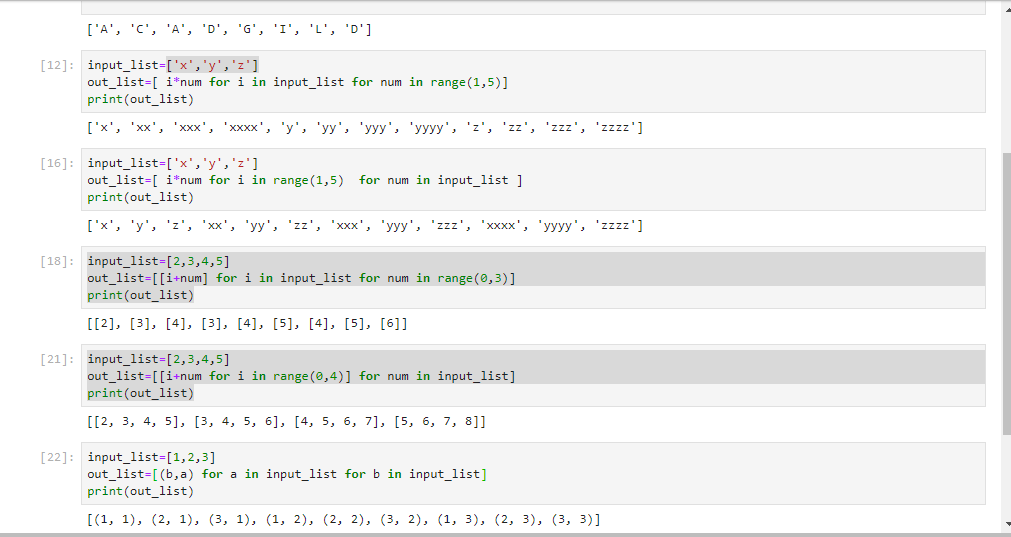 ['A', 'C', 'A', 'D', 'G', 'I', 'L', 'D']
[12]: input_list=['x','y','z']
out_list=[ i*num for i in input_list for num in range(1,5)]
print(out_list)
['x', 'xx', 'xxx', 'xxxx', 'y', 'yy', 'yyy', 'yyyy', 'z', 'zz', 'zzz', 'zzzz']
[16]: input_list=['x','y','z']
out_list=[ i*num for i in range(1,5)  for num in input_list ]
print(out_list)
['x', 'y', 'z', 'xx', 'yy', 'zz', 'xxx', 'yyy', 'zzz', 'xxxx', 'yyyy', 'zzzz']
[18]: input_list=[2,3,4,5]
out_list=[[i+num] for i in input_list for num in range(0,3)]
print(out_list)
[[2], [3], [4], [3], [4], [5], [4], [5], [6]]
[21]: input_list=[2,3,4,5]
out_list=[[i+num for i in range(0,4)] for num in input_list]
print(out_list)
[[2, 3, 4, 5], [3, 4, 5, 6], [4, 5, 6, 7], [5, 6, 7, 8]]
[22]: input_list=[1,2,3]
out_list=[(b,a) for a in input_list for b in input_list]
print(out_list)
[(1, 1), (2, 1), (3, 1), (1, 2), (2, 2), (3, 2), (1, 3), (2, 3), (3, 3)]